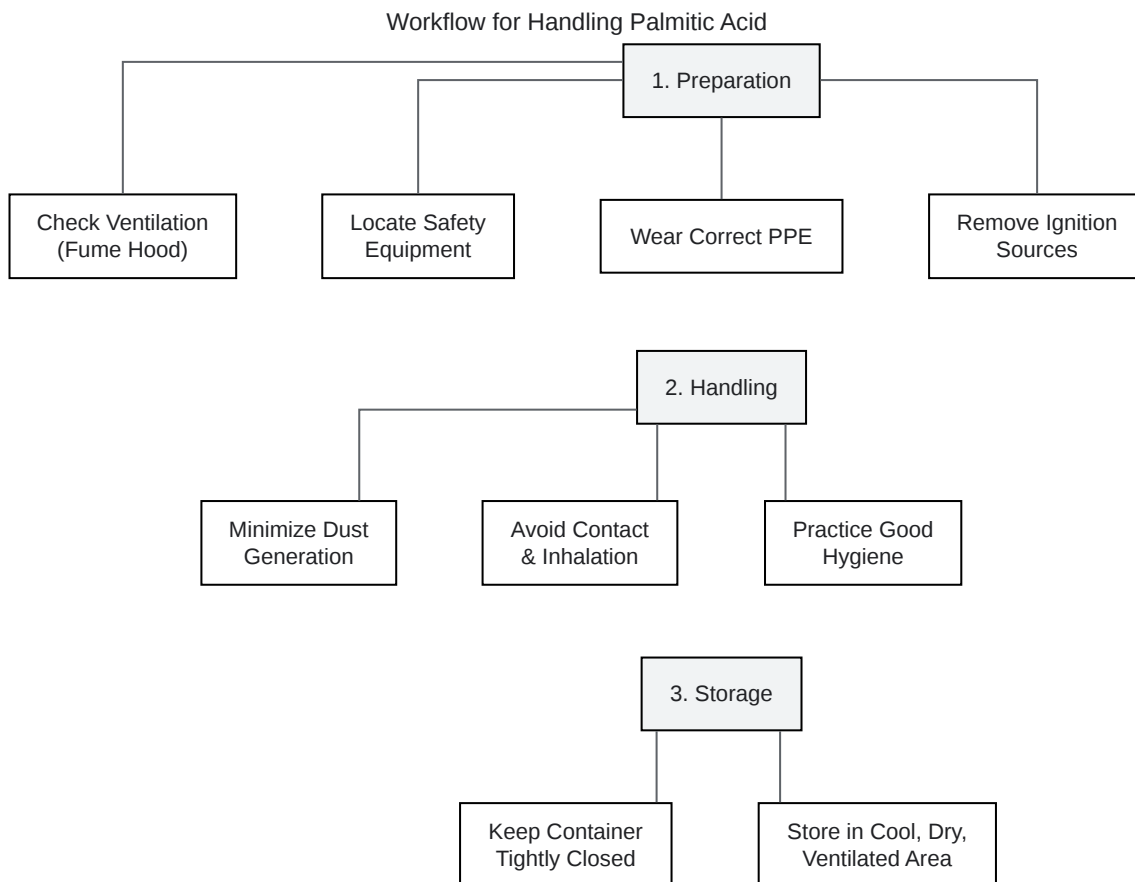 Workflow for Handling Palmitic Acid
1. Preparation
Check Ventilation
(Fume Hood)
Locate Safety
Equipment
Wear Correct PPE
Remove Ignition
Sources
2. Handling
Minimize Dust
Generation
Avoid Contact
& Inhalation
Practice Good
Hygiene
3. Storage
Keep Container
Tightly Closed
Store in Cool, Dry,
Ventilated Area